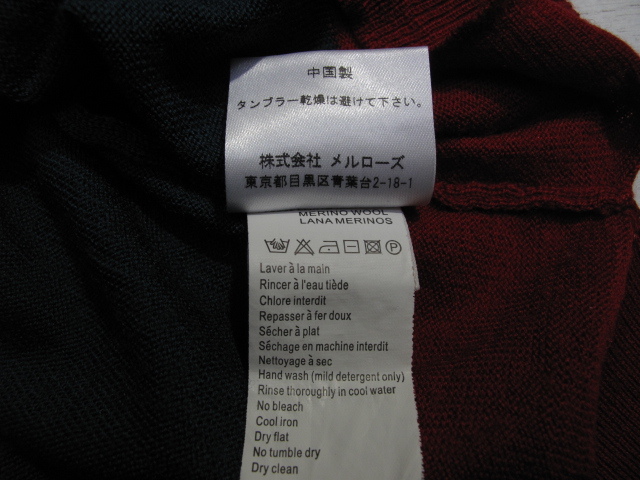 中国製
タンブラー乾燥は避けて下さい。
株式会社 メルローズ
東京都目黒区青葉台2-18-1
MERINO WOOL
LANA MERINOS
Laver à la main
Rincer à l'eau tiède
Chlore interdit
Repasser à fer doux
Sécher à plat
Séchage en machine interdit
Nettoyage à sec
Hand wash (mild detergent only)
Rinse thoroughly in cool water
No bleach
Cool iron
Dry flat
No tumble dry
Dry clean